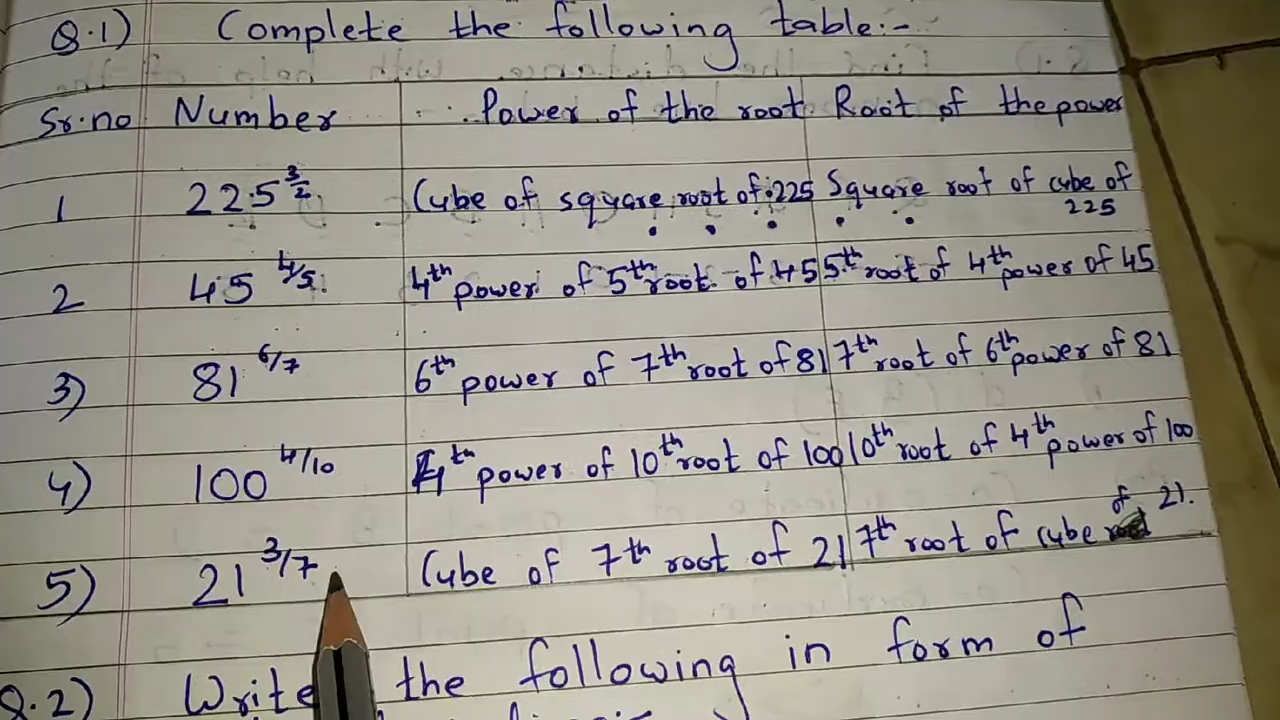 Q.1) Complete the following table:-
Sr.no Number Power of the root Root of the power
1 225^3/2 Cube of square root of 225 Square root of cube of 225
2 45^4/5 4th power of 5th root of 45 5th root of 4th power of 45
3) 81^6/7 6th power of 7th root of 81 7th root of 6th power of 81
4) 100^4/10 4th power of 10th root of 100 10th root of 4th power of 100
5) 21^3/7 Cube of 7th root of 21 7th root of cube of 21.
Q.2) Write the following in form of